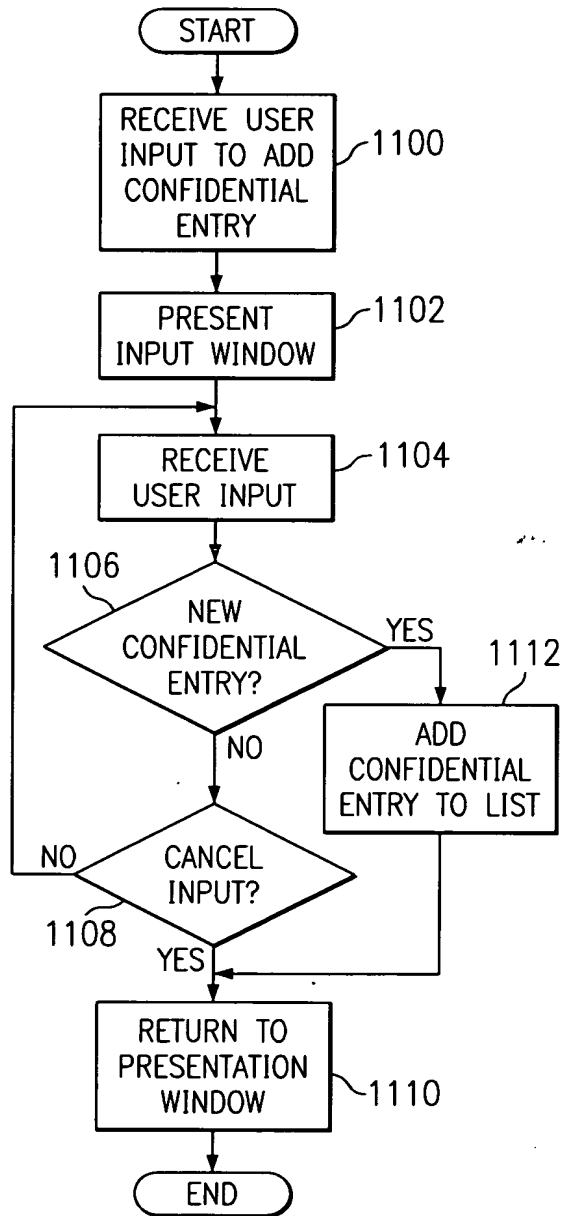 START
RECEIVE USER
INPUT TO ADD
CONFIDENTIAL
ENTRY
1100
PRESENT
INPUT WINDOW
1102
RECEIVE
USER INPUT
1104
1106
NEW
CONFIDENTIAL
ENTRY?
YES
NO
1112
ADD
CONFIDENTIAL
ENTRY TO LIST
CANCEL
INPUT?
NO
1108
YES
RETURN TO
PRESENTATION
WINDOW
1110
END